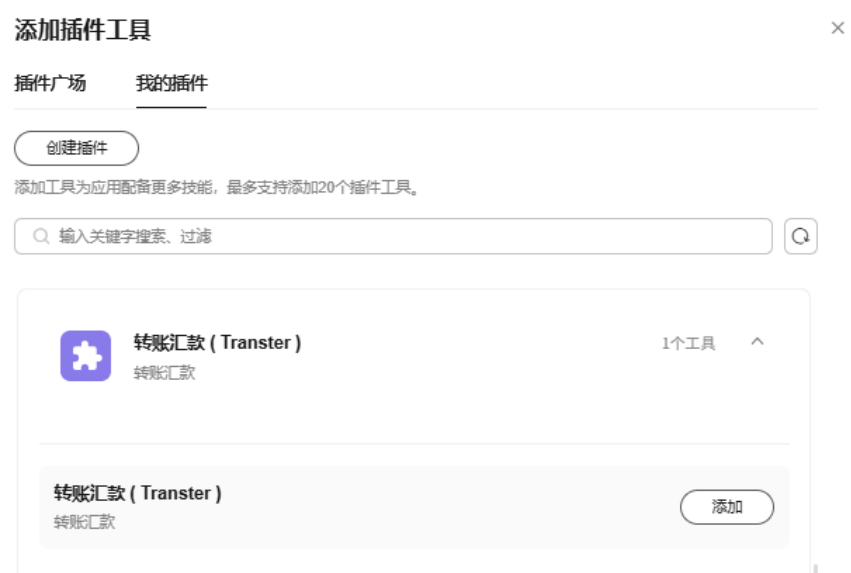 添加插件工具
插件广场 我的插件
创建插件
添加工具为应用配备更多技能，最多支持添加20个插件工具。
输入关键字搜索、过滤
转账汇款 ( Transter ) 1个工具
转账汇款
转账汇款 ( Transter ) 添加
转账汇款